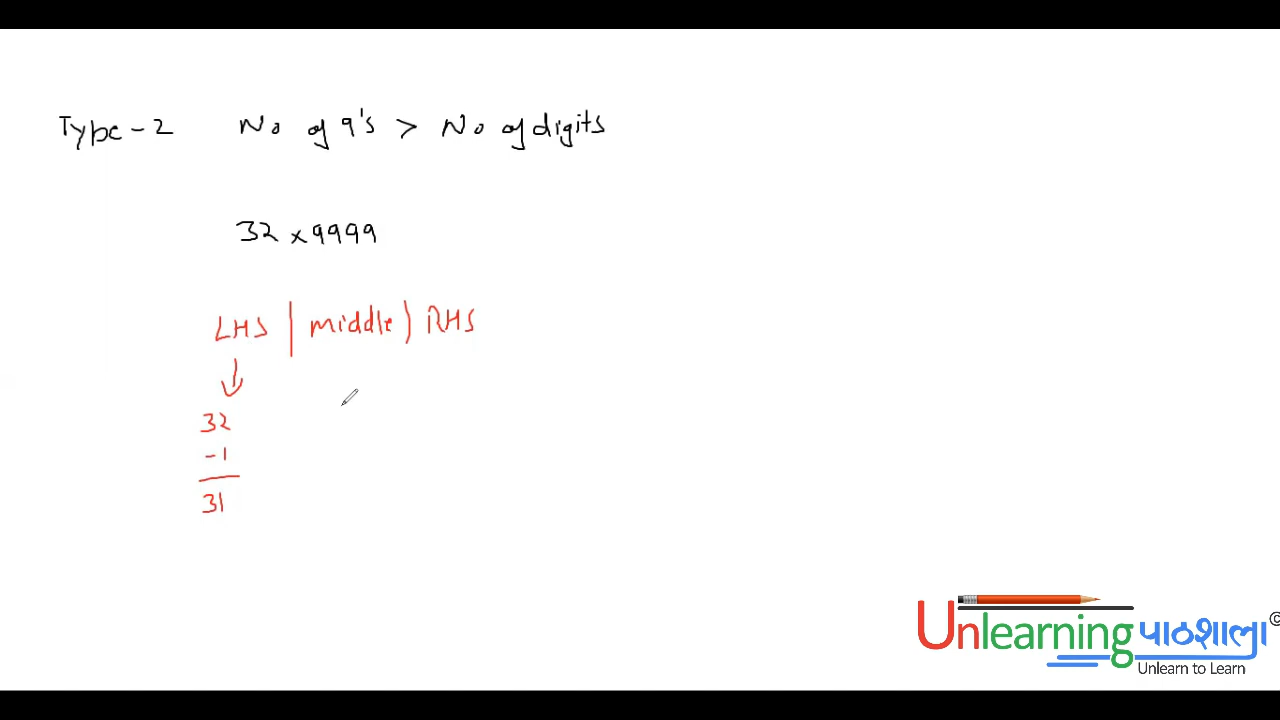 Type-2 No of 9's > No of digits
32 x 9999
LHS | middle | RHS
32
-1
31
Unlearning પાઠશાલા ©
Unlearn to Learn